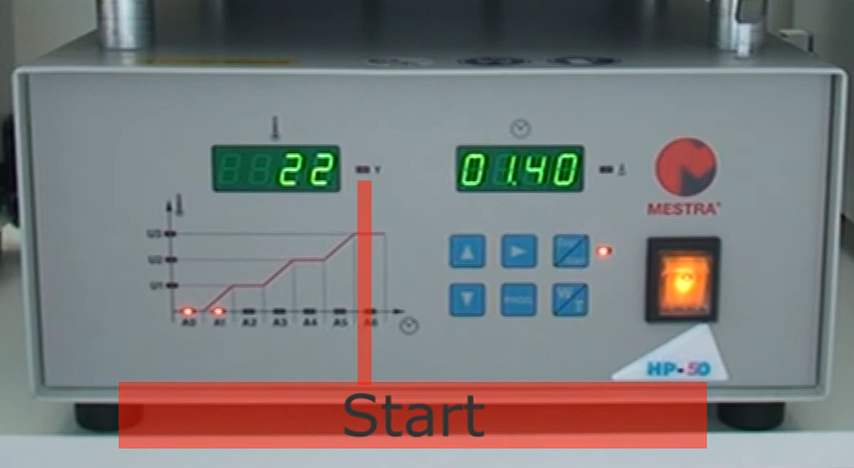 22
01.40
MESTRA
U3
U2
U1
A0 A1 A2 A3 A4 A5 A6
PROG
HP-50
Start